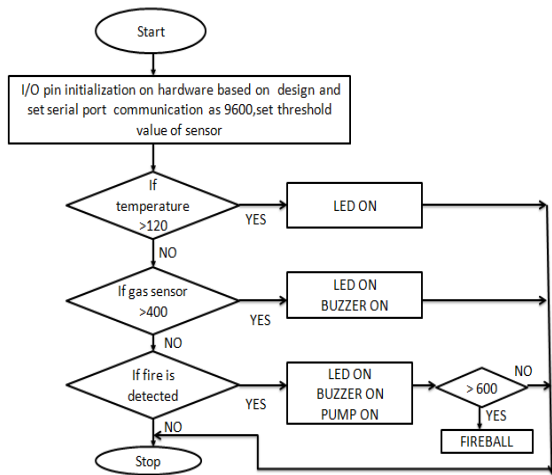 Start
I/O pin initialization on hardware based on design and
set serial port communication as 9600,set threshold
value of sensor
If
temperature
>120
YES
LED ON
NO
If gas sensor
>400
YES
LED ON
BUZZER ON
NO
If fire is
detected
YES
LED ON
BUZZER ON
PUMP ON
> 600
NO
YES
FIREBALL
NO
Stop